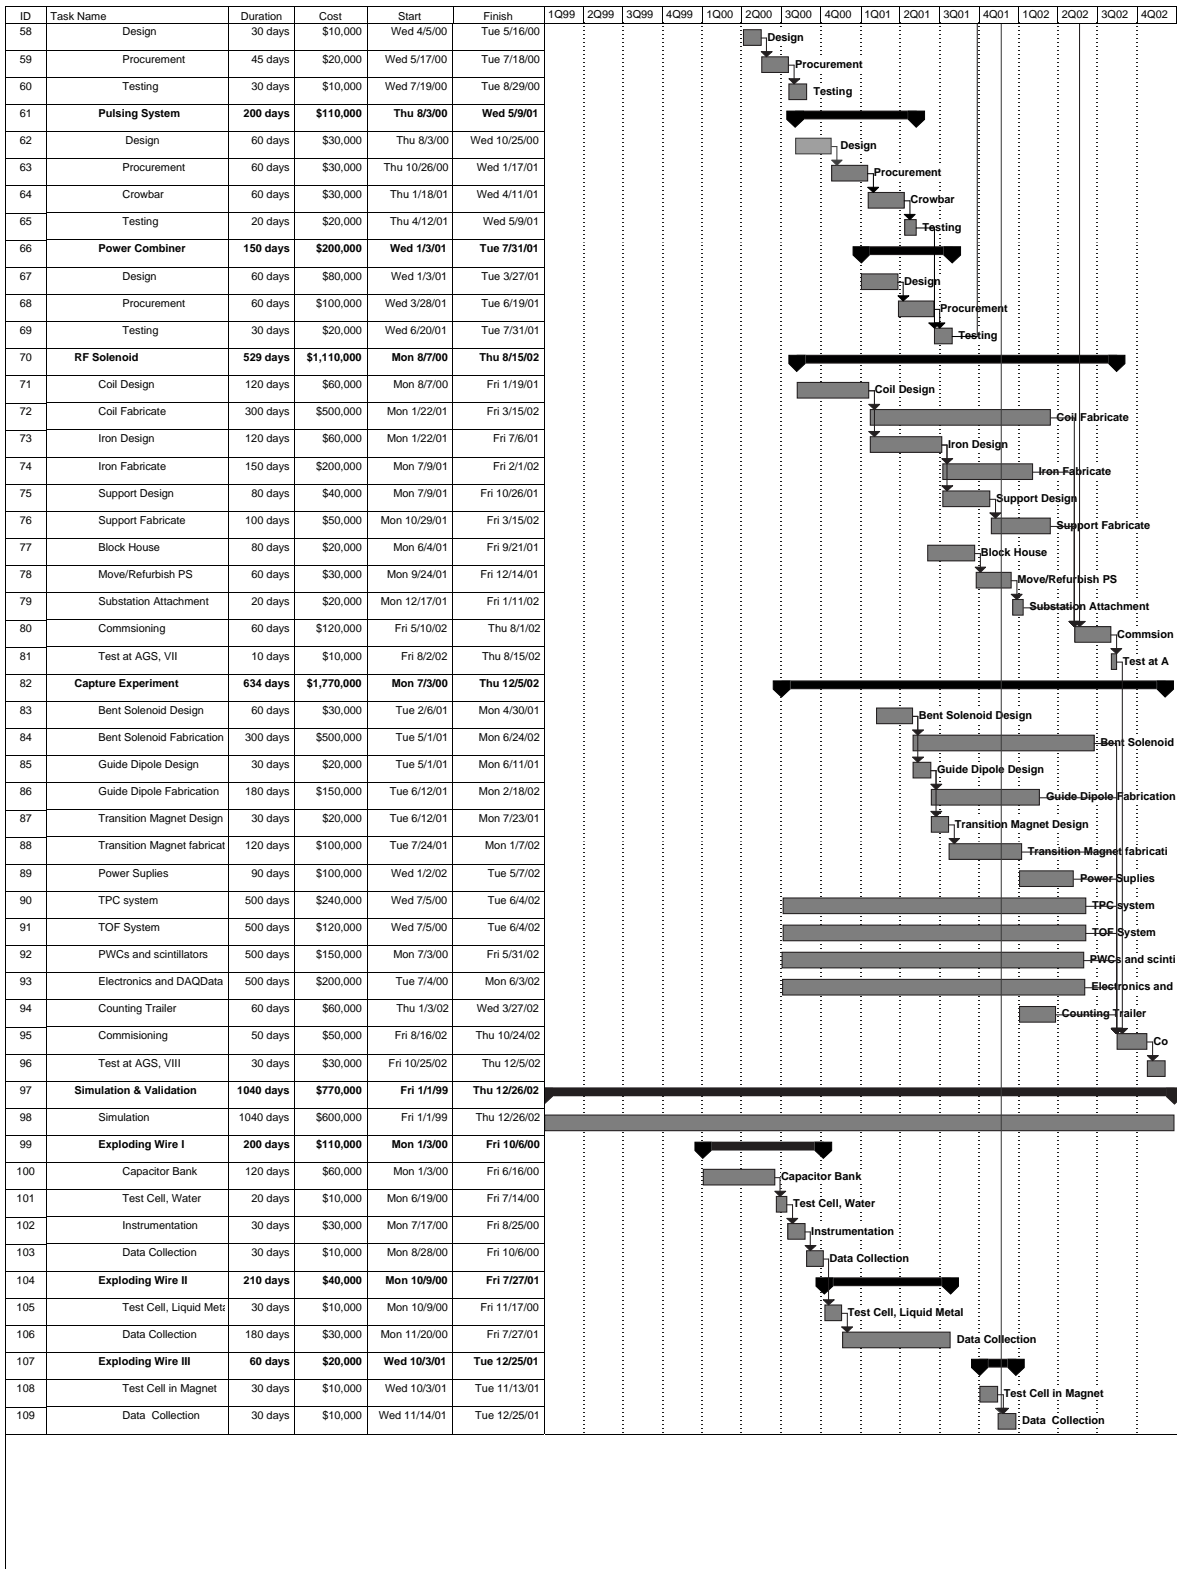 ID Task Name Duration Cost Start Finish 1Q99 2Q99 3Q99 4Q99 1Q00 2Q00 3Q00 4Q00 1Q01 2Q01 3Q01 4Q01 1Q02 2Q02 3Q02 4Q02
58 Design 30 days $10,000 Wed 4/5/00 Tue 5/16/00 Design
59 Procurement 45 days $20,000 Wed 5/17/00 Tue 7/18/00 Procurement
60 Testing 30 days $10,000 Wed 7/19/00 Tue 8/29/00 Testing
61 Pulsing System 200 days $110,000 Thu 8/3/00 Wed 5/9/01
62 Design 60 days $30,000 Thu 8/3/00 Wed 10/25/00 Design
63 Procurement 60 days $30,000 Thu 10/26/00 Wed 1/17/01 Procurement
64 Crowbar 60 days $30,000 Thu 1/18/01 Wed 4/11/01 Crowbar
65 Testing 20 days $20,000 Thu 4/12/01 Wed 5/9/01 Testing
66 Power Combiner 150 days $200,000 Wed 1/3/01 Tue 7/31/01
67 Design 60 days $80,000 Wed 1/3/01 Tue 3/27/01 Design
68 Procurement 60 days $100,000 Wed 3/28/01 Tue 6/19/01 Procurement
69 Testing 30 days $20,000 Wed 6/20/01 Tue 7/31/01 Testing
70 RF Solenoid 529 days $1,110,000 Mon 8/7/00 Thu 8/15/02
71 Coil Design 120 days $60,000 Mon 8/7/00 Fri 1/19/01 Coil Design
72 Coil Fabricate 300 days $500,000 Mon 1/22/01 Fri 3/15/02 Coil Fabricate
73 Iron Design 120 days $60,000 Mon 1/22/01 Fri 7/6/01 Iron Design
74 Iron Fabricate 150 days $200,000 Mon 7/9/01 Fri 2/1/02 Iron Fabricate
75 Support Design 80 days $40,000 Mon 7/9/01 Fri 10/26/01 Support Design
76 Support Fabricate 100 days $50,000 Mon 10/29/01 Fri 3/15/02 Support Fabricate
77 Block House 80 days $20,000 Mon 6/4/01 Fri 9/21/01 Block House
78 Move/Refurbish PS 60 days $30,000 Mon 9/24/01 Fri 12/14/01 Move/Refurbish PS
79 Substation Attachment 20 days $20,000 Mon 12/17/01 Fri 1/11/02 Substation Attachment
80 Commsioning 60 days $120,000 Fri 5/10/02 Thu 8/1/02 Commsion
81 Test at AGS, VII 10 days $10,000 Fri 8/2/02 Thu 8/15/02 Test at A
82 Capture Experiment 634 days $1,770,000 Mon 7/3/00 Thu 12/5/02
83 Bent Solenoid Design 60 days $30,000 Tue 2/6/01 Mon 4/30/01 Bent Solenoid Design
84 Bent Solenoid Fabrication 300 days $500,000 Tue 5/1/01 Mon 6/24/02 Bent Solenoid
85 Guide Dipole Design 30 days $20,000 Tue 5/1/01 Mon 6/11/01 Guide Dipole Design
86 Guide Dipole Fabrication 180 days $150,000 Tue 6/12/01 Mon 2/18/02 Guide Dipole Fabrication
87 Transition Magnet Design 30 days $20,000 Tue 6/12/01 Mon 7/23/01 Transition Magnet Design
88 Transition Magnet fabricat 120 days $100,000 Tue 7/24/01 Mon 1/7/02 Transition Magnet fabricati
89 Power Suplies 90 days $100,000 Wed 1/2/02 Tue 5/7/02 Power Suplies
90 TPC system 500 days $240,000 Wed 7/5/00 Tue 6/4/02 TPC system
91 TOF System 500 days $120,000 Wed 7/5/00 Tue 6/4/02 TOF System
92 PWCs and scintillators 500 days $150,000 Mon 7/3/00 Fri 5/31/02 PWCs and scinti
93 Electronics and DAQData 500 days $200,000 Tue 7/4/00 Mon 6/3/02 Electronics and
94 Counting Trailer 60 days $60,000 Thu 1/3/02 Wed 3/27/02 Counting Trailer
95 Commisioning 50 days $50,000 Fri 8/16/02 Thu 10/24/02 Co
96 Test at AGS, VIII 30 days $30,000 Fri 10/25/02 Thu 12/5/02
97 Simulation & Validation 1040 days $770,000 Fri 1/1/99 Thu 12/26/02
98 Simulation 1040 days $600,000 Fri 1/1/99 Thu 12/26/02
99 Exploding Wire I 200 days $110,000 Mon 1/3/00 Fri 10/6/00
100 Capacitor Bank 120 days $60,000 Mon 1/3/00 Fri 6/16/00 Capacitor Bank
101 Test Cell, Water 20 days $10,000 Mon 6/19/00 Fri 7/14/00 Test Cell, Water
102 Instrumentation 30 days $30,000 Mon 7/17/00 Fri 8/25/00 Instrumentation
103 Data Collection 30 days $10,000 Mon 8/28/00 Fri 10/6/00 Data Collection
104 Exploding Wire II 210 days $40,000 Mon 10/9/00 Fri 7/27/01
105 Test Cell, Liquid Meta 30 days $10,000 Mon 10/9/00 Fri 11/17/00 Test Cell, Liquid Metal
106 Data Collection 180 days $30,000 Mon 11/20/00 Fri 7/27/01 Data Collection
107 Exploding Wire III 60 days $20,000 Wed 10/3/01 Tue 12/25/01
108 Test Cell in Magnet 30 days $10,000 Wed 10/3/01 Tue 11/13/01 Test Cell in Magnet
109 Data Collection 30 days $10,000 Wed 11/14/01 Tue 12/25/01 Data Collection